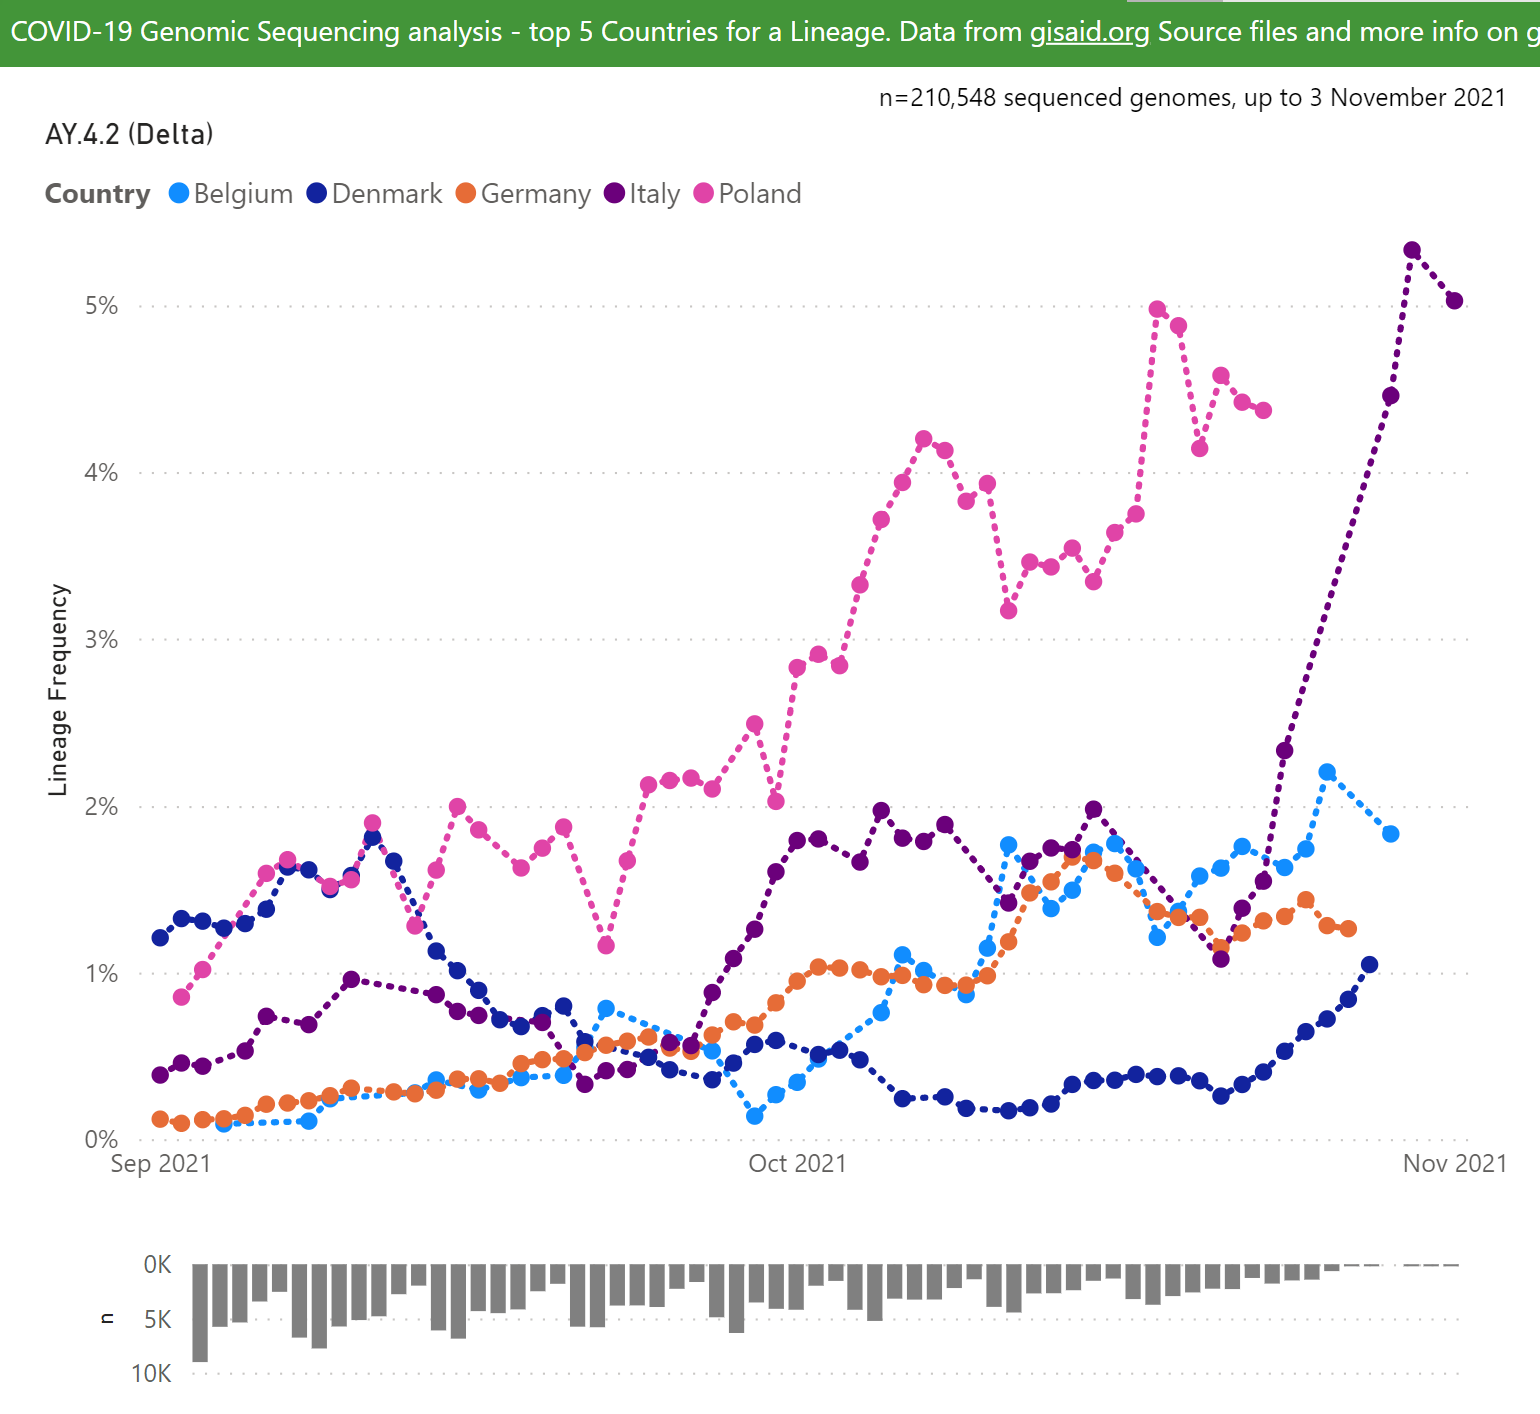 COVID-19 Genomic Sequencing analysis - top 5 Countries for a Lineage. Data from gisaid.org Source files and more info on g
n=210,548 sequenced genomes, up to 3 November 2021
AY.4.2 (Delta)
Country Belgium Denmark Germany Italy Poland
5%
4%
3%
2%
1%
0%
Lineage Frequency
Sep 2021 Oct 2021 Nov 2021
0K
5K
10K
n